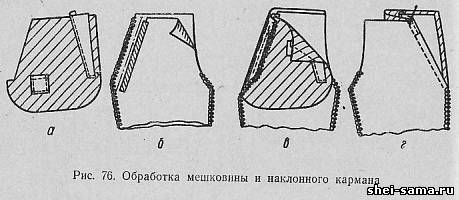 а б в г
Рис. 76. Обработка мешковины и наклонного кармана
shei-sama.ru